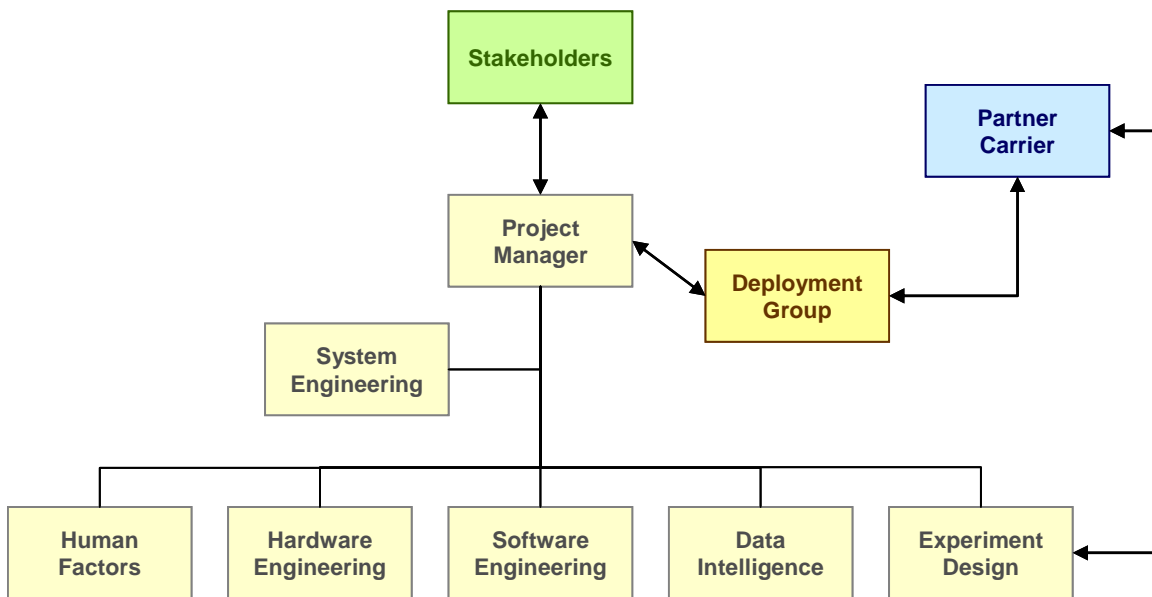 Stakeholders
Partner
Carrier
Project
Manager
Deployment
Group
System
Engineering
Human
Factors
Hardware
Engineering
Software
Engineering
Data
Intelligence
Experiment
Design